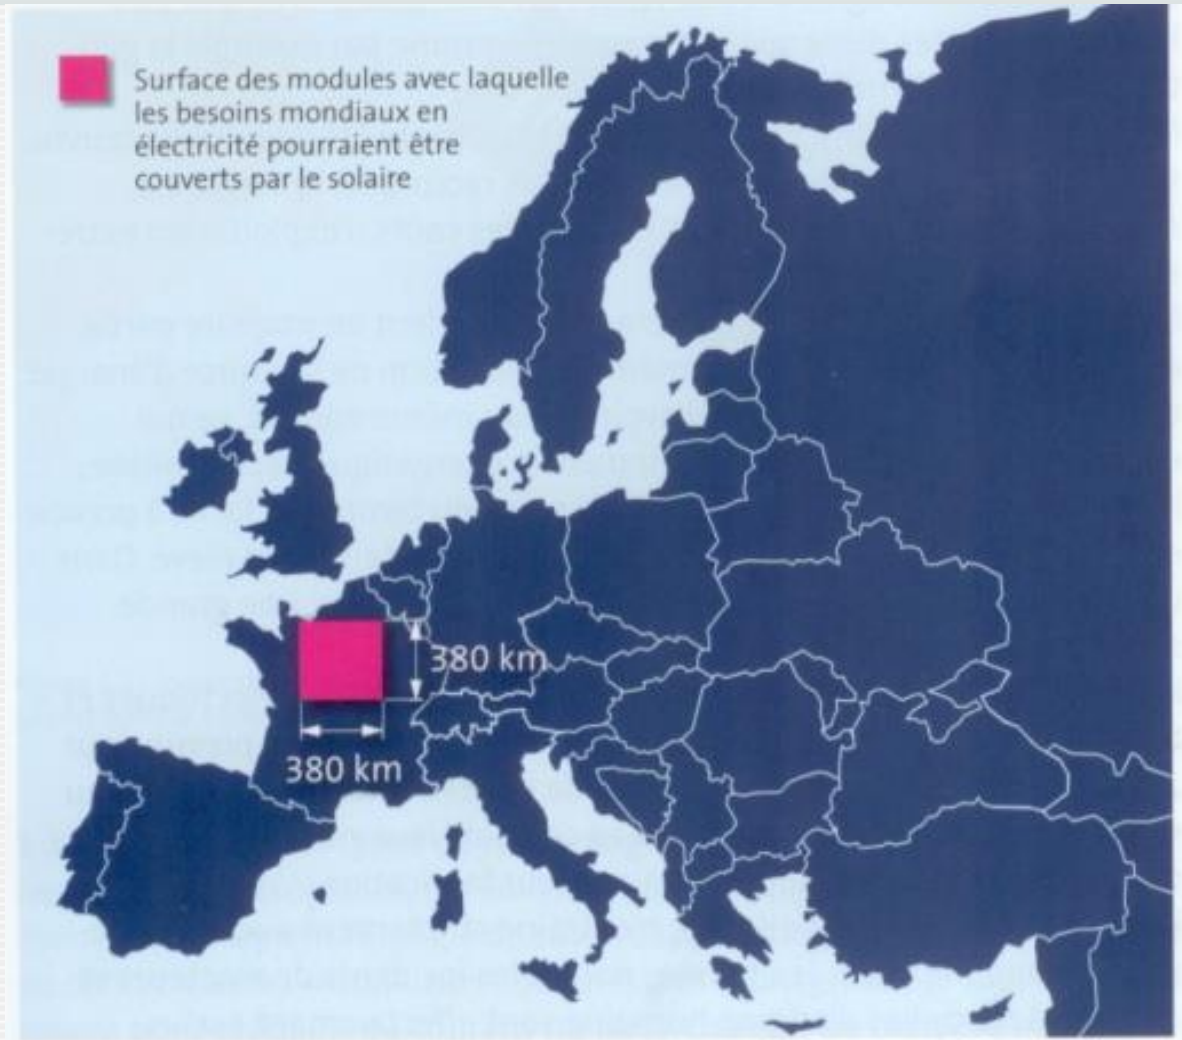 Surface des modules avec laquelle
les besoins mondiaux en
électricité pourraient être
couverts par le solaire
380 km
380 km